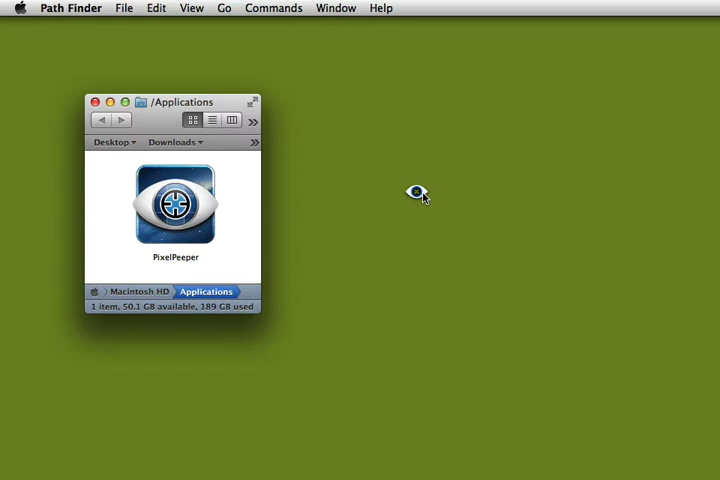 Path Finder File Edit View Go Commands Window Help
/Applications
Desktop Downloads
PixelPeeper
Macintosh HD Applications
1 item, 50.1 GB available, 189 GB used